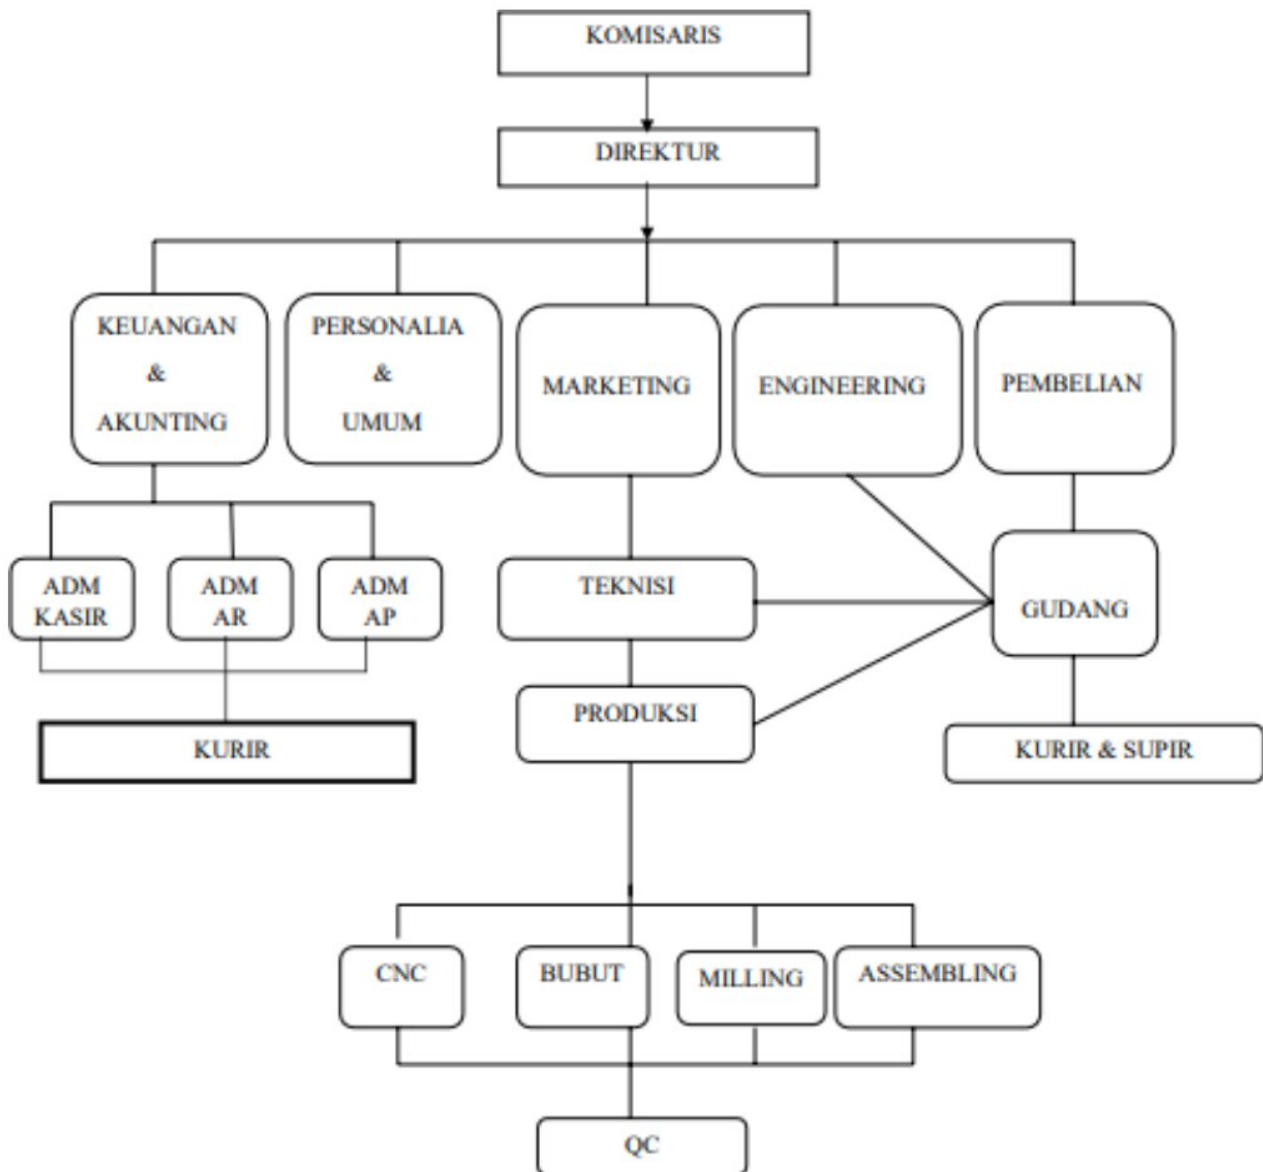 KOMISARIS
DIREKTUR
KEUANGAN
&
AKUNTING
PERSONALIA
&
UMUM
MARKETING
ENGINEERING
PEMBELIAN
ADM
KASIR
ADM
AR
ADM
AP
TEKNISI
GUDANG
PRODUKSI
KURIR
KURIR & SUPIR
CNC
BUBUT
MILLING
ASSEMBLING
QC